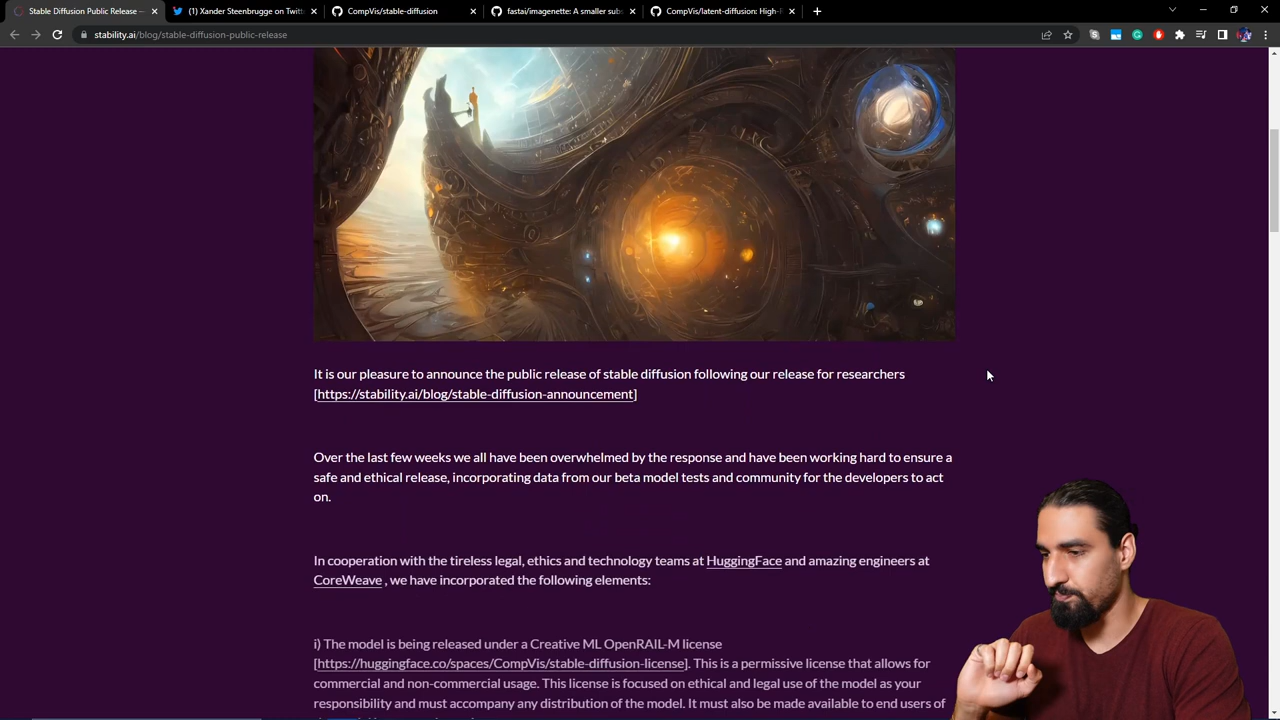 Stable Diffusion Public Release —
(1) Xander Steenbrugge on Twitt
CompVis/stable-diffusion
fastai/imagenette: A smaller subs
CompVis/latent-diffusion: High-R
stability.ai/blog/stable-diffusion-public-release
It is our pleasure to announce the public release of stable diffusion following our release for researchers
[https://stability.ai/blog/stable-diffusion-announcement]
Over the last few weeks we all have been overwhelmed by the response and have been working hard to ensure a
safe and ethical release, incorporating data from our beta model tests and community for the developers to act
on.
In cooperation with the tireless legal, ethics and technology teams at HuggingFace and amazing engineers at
CoreWeave , we have incorporated the following elements:
i) The model is being released under a Creative ML OpenRAIL-M license
[https://huggingface.co/spaces/CompVis/stable-diffusion-license]. This is a permissive license that allows for
commercial and non-commercial usage. This license is focused on ethical and legal use of the model as your
responsibility and must accompany any distribution of the model. It must also be made available to end users of